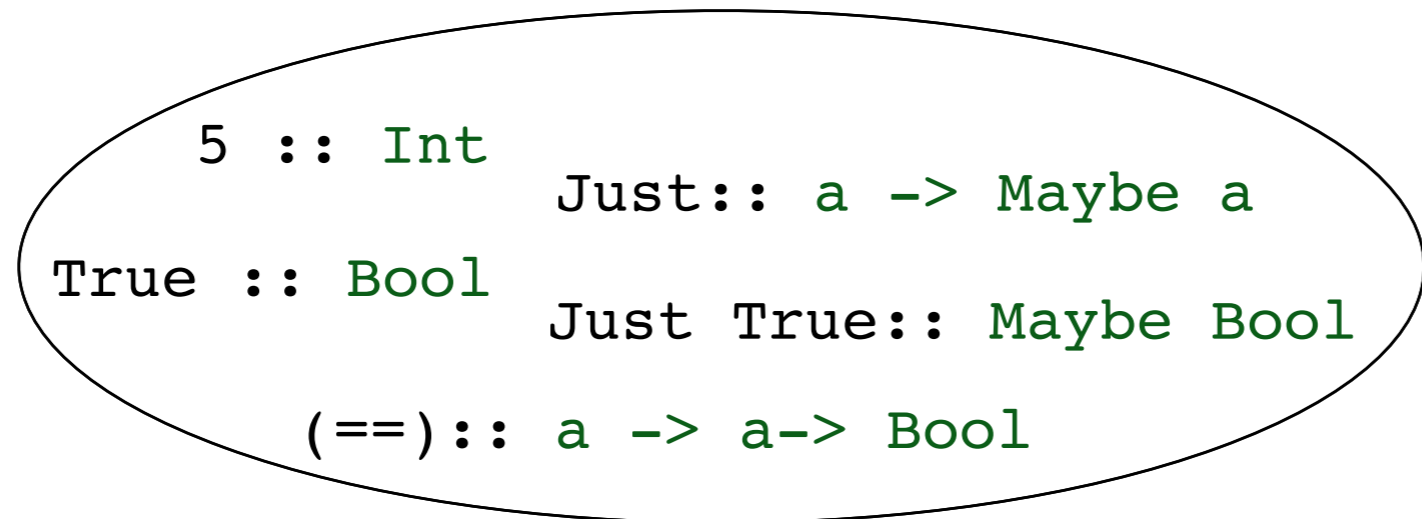 5 :: Int
Just:: a -> Maybe a
True :: Bool
Just True:: Maybe Bool
(==):: a -> a-> Bool